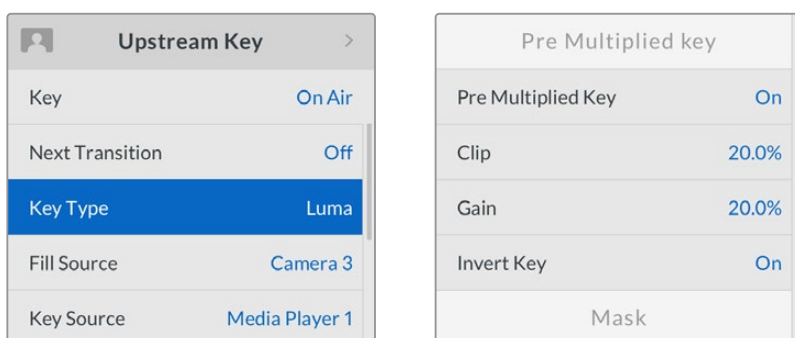 Upstream Key
Key On Air
Next Transition Off
Key Type Luma
Fill Source Camera 3
Key Source Media Player 1
Pre Multiplied key
Pre Multiplied Key On
Clip 20.0%
Gain 20.0%
Invert Key On
Mask